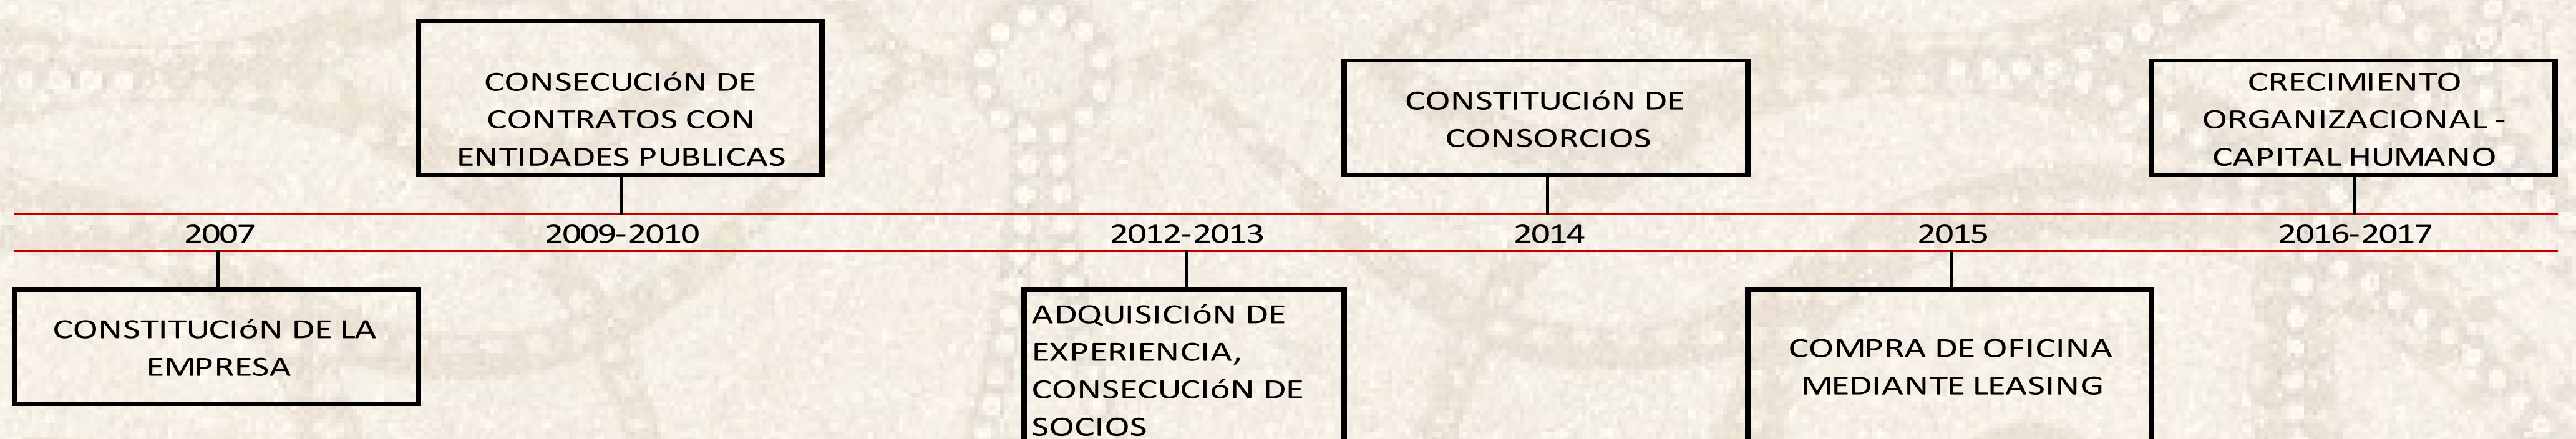 CONSECUCIóN DE
CONTRATOS CON
ENTIDADES PUBLICAS
CONSTITUCIóN DE
CONSORCIOS
CRECIMIENTO
ORGANIZACIONAL -
CAPITAL HUMANO
2007 2009-2010 2012-2013 2014 2015 2016-2017
CONSTITUCIóN DE LA
EMPRESA
ADQUISICIóN DE
EXPERIENCIA,
CONSECUCIóN DE
SOCIOS
COMPRA DE OFICINA
MEDIANTE LEASING